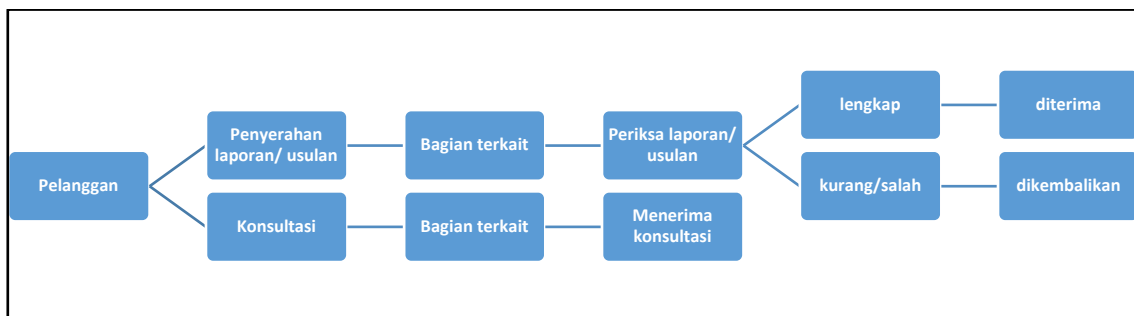 Pelanggan
Penyerahan
laporan/ usulan
Bagian terkait
Periksa laporan/
usulan
lengkap
diterima
kurang/salah
dikembalikan
Konsultasi
Bagian terkait
Menerima
konsultasi